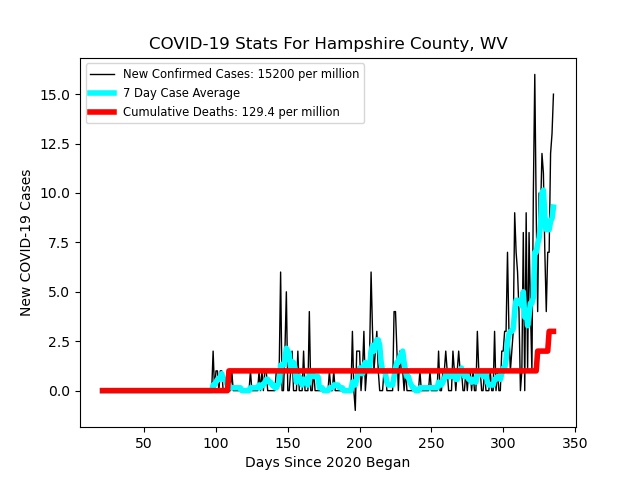 COVID-19 Stats For Hampshire County, WV
New Confirmed Cases: 15200 per million
7 Day Case Average
Cumulative Deaths: 129.4 per million
New COVID-19 Cases
15.0
12.5
10.0
7.5
5.0
2.5
0.0
50 100 150 200 250 300 350
Days Since 2020 Began